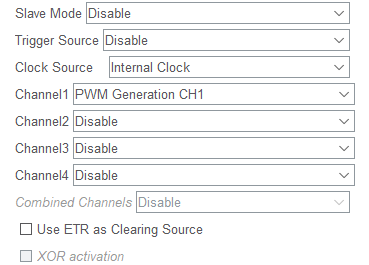 Slave Mode Disable
Trigger Source Disable
Clock Source Internal Clock
Channel1 PWM Generation CH1
Channel2 Disable
Channel3 Disable
Channel4 Disable
Combined Channels Disable
Use ETR as Clearing Source
XOR activation